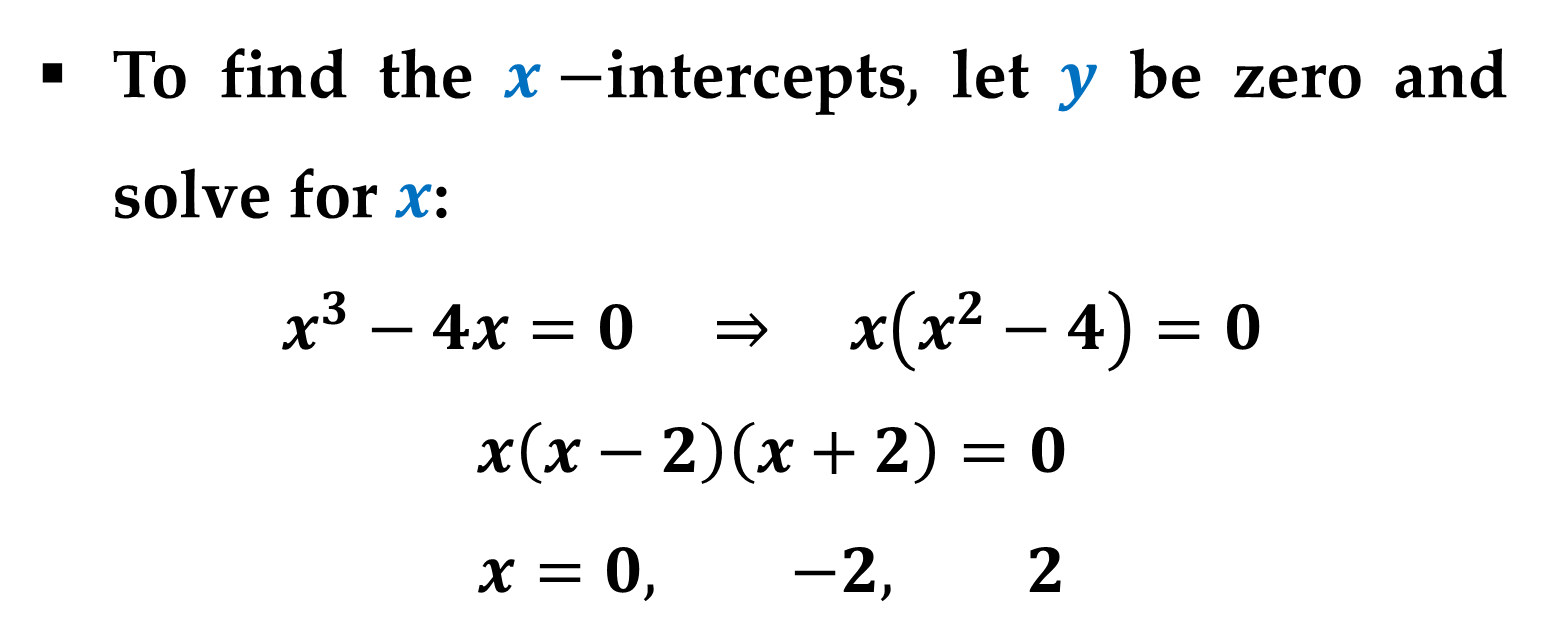 ▪ To find the x −intercepts, let y be zero and
solve for x:
x³ − 4x = 0 ⇒ x(x² − 4) = 0
x(x − 2)(x + 2) = 0
x = 0, −2, 2